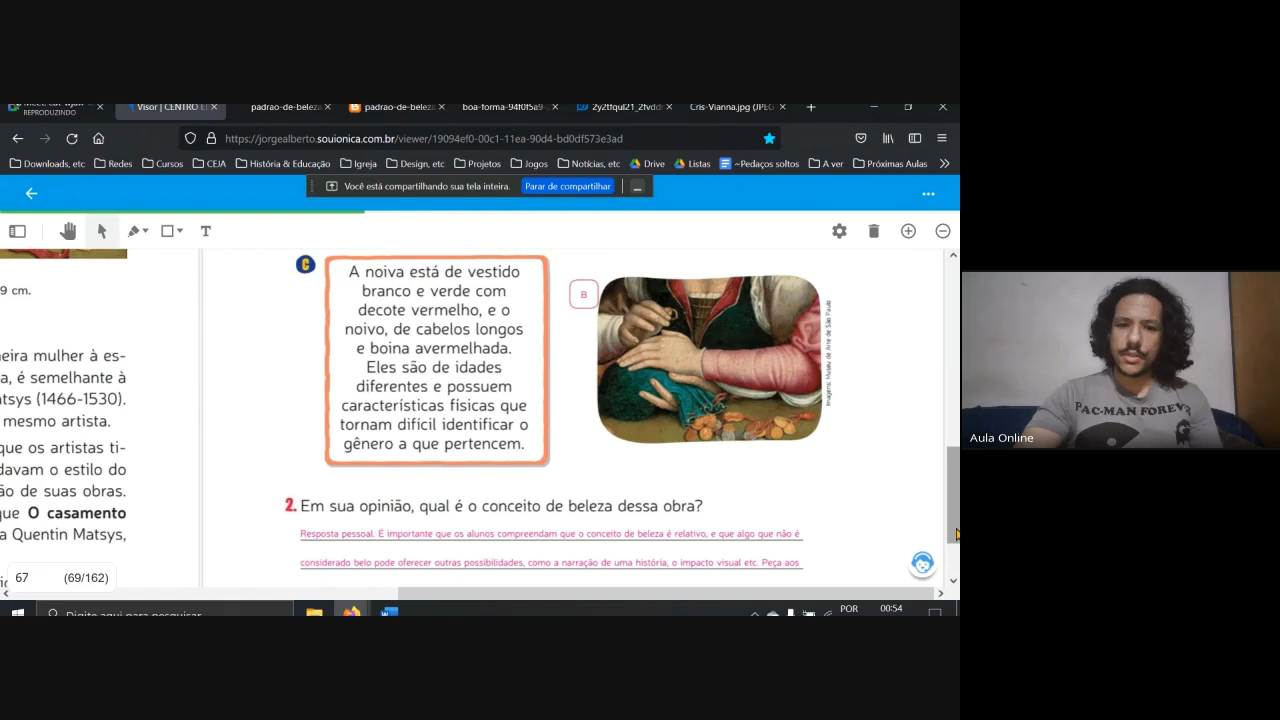 REPRODUZINDO
Visor | CENTRO E
padrao-de-beleza
padrao-de-beleza
boa-forma-94f0f5a9-
2y2tfqul21_2fvdd
Cris-Vianna.jpg (JPEG
https://jorgealberto.souionica.com.br/viewer/19094ef0-00c1-11ea-90d4-bd0df573e3ad
Downloads, etc Redes Cursos CEJA História & Educação Igreja Design, etc Projetos Jogos Notícias, etc Drive Listas ~Pedaços soltos A ver Próximas Aulas
Você está compartilhando sua tela inteira. Parar de compartilhar
T
9 cm.
eira mulher à es-
a, é semelhante à
atsys (1466-1530).
mesmo artista.
que os artistas ti-
davam o estilo do
ão de suas obras.
que O casamento
a Quentin Matsys,
67 (69/162)
C
A noiva está de vestido
branco e verde com
decote vermelho, e o
noivo, de cabelos longos
e boina avermelhada.
Eles são de idades
diferentes e possuem
características físicas que
tornam difícil identificar o
gênero a que pertencem.
B
Imagens: Museu de Arte de São Paulo
2. Em sua opinião, qual é o conceito de beleza dessa obra?
Resposta pessoal. É importante que os alunos compreendam que o conceito de beleza é relativo, e que algo que não é
considerado belo pode oferecer outras possibilidades, como a narração de uma história, o impacto visual etc. Peça aos
Digite aqui para pesquisar
POR
00:54
PAC-MAN FOREVER
Aula Online